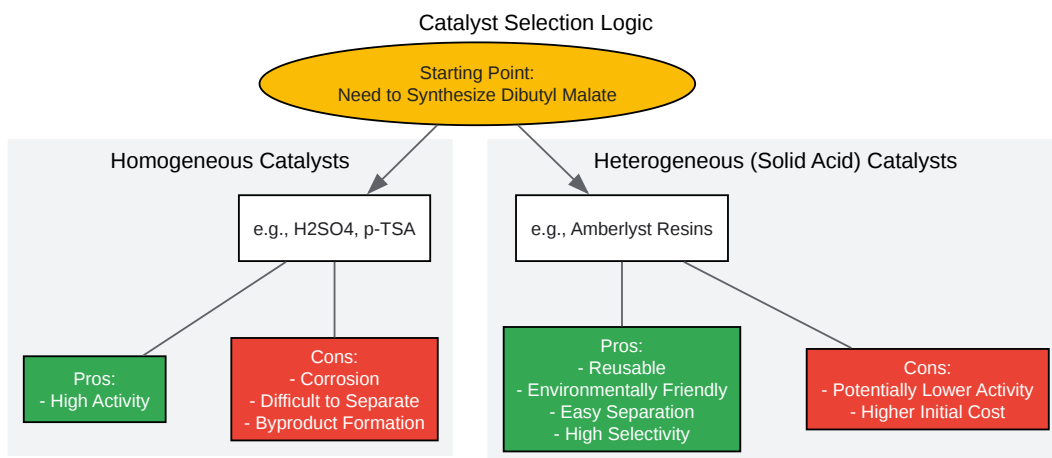 Catalyst Selection Logic
Starting Point:
Need to Synthesize Dibutyl Malate
Homogeneous Catalysts
e.g., H2SO4, p-TSA
Pros:
- High Activity
Cons:
- Corrosion
- Difficult to Separate
- Byproduct Formation
Heterogeneous (Solid Acid) Catalysts
e.g., Amberlyst Resins
Pros:
- Reusable
- Environmentally Friendly
- Easy Separation
- High Selectivity
Cons:
- Potentially Lower Activity
- Higher Initial Cost